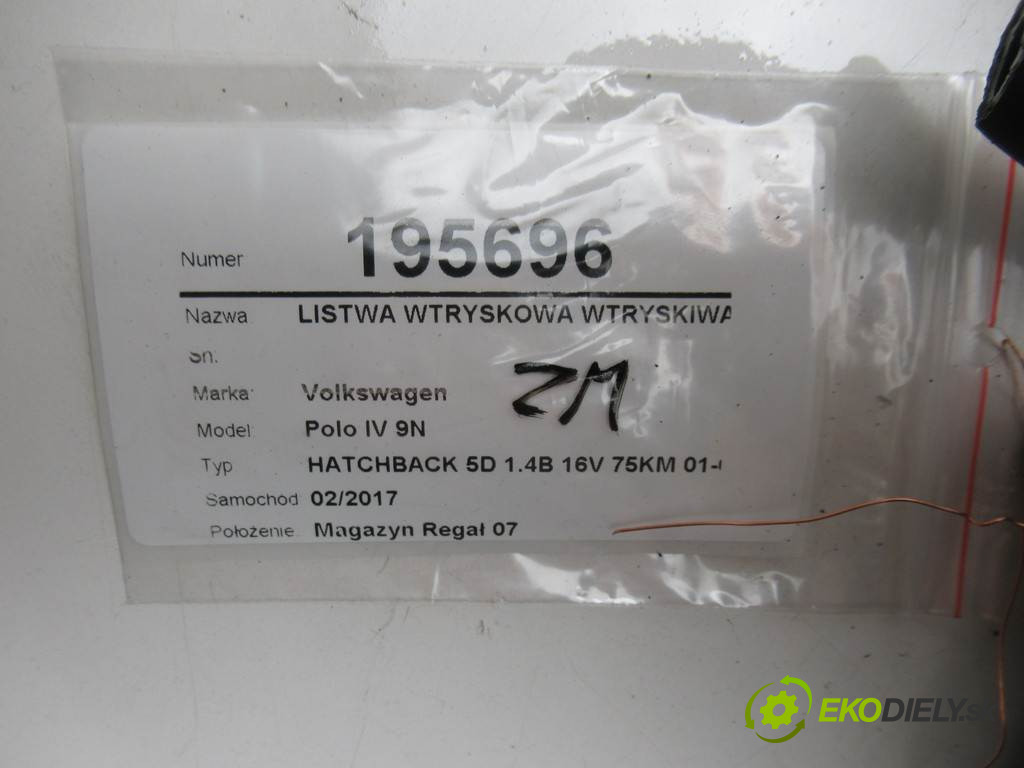 Numer 195696
Nazwa LISTWA WTRYSKOWA WTRYSKIWA
Sn:
Marka: Volkswagen
ZM
Model: Polo IV 9N
Typ HATCHBACK 5D 1.4B 16V 75KM 01-
Samochód 02/2017
Położenie: Magazyn Regał 07
EKODIELY.s